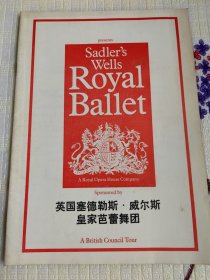 presents
Sadler's
Wells
Royal
Ballet
A Royal Opera House Company
Sponsored by
英国塞德勒斯·威尔斯
皇家芭蕾舞团
A British Council Tour